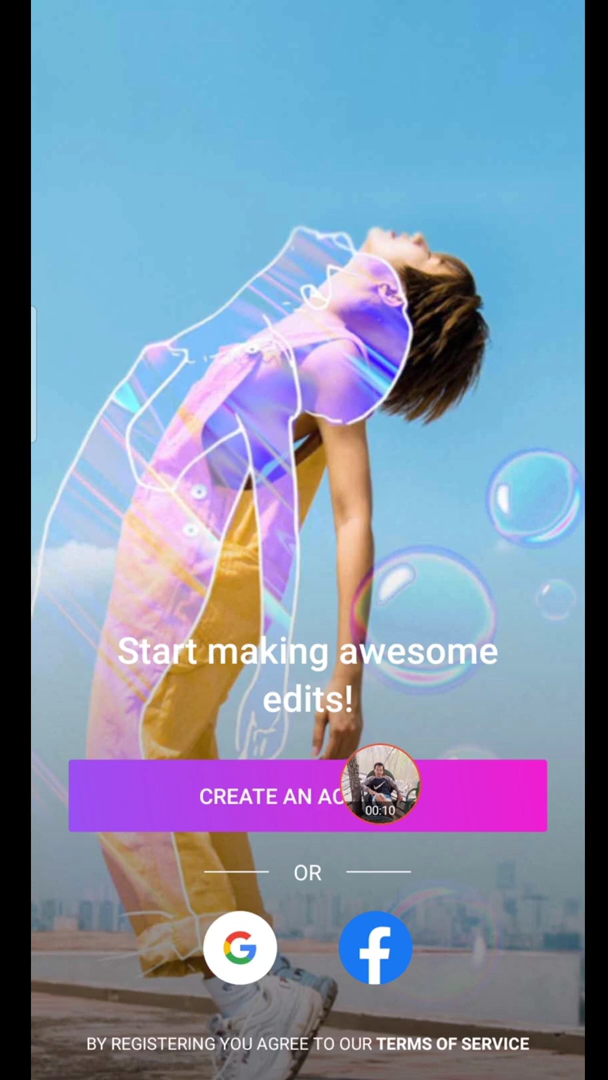 Start making awesome
edits!
CREATE AN AC
00:10
OR
BY REGISTERING YOU AGREE TO OUR TERMS OF SERVICE